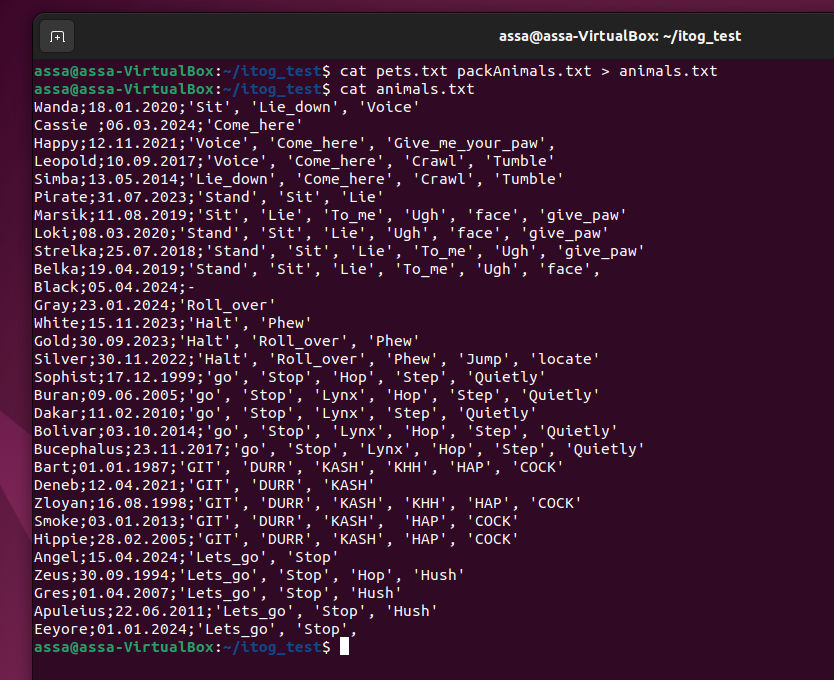 assa@assa-VirtualBox: ~/itog_test
assa@assa-VirtualBox:~/itog_test$ cat pets.txt packAnimals.txt > animals.txt
assa@assa-VirtualBox:~/itog_test$ cat animals.txt
Wanda;18.01.2020;'Sit', 'Lie_down', 'Voice'
Cassie ;06.03.2024;'Come_here'
Happy;12.11.2021;'Voice', 'Come_here', 'Give_me_your_paw',
Leopold;10.09.2017;'Voice', 'Come_here', 'Crawl', 'Tumble'
Simba;13.05.2014;'Lie_down', 'Come_here', 'Crawl', 'Tumble'
Pirate;31.07.2023;'Stand', 'Sit', 'Lie'
Marsik;11.08.2019;'Sit', 'Lie', 'To_me', 'Ugh', 'face', 'give_paw'
Loki;08.03.2020;'Stand', 'Sit', 'Lie', 'Ugh', 'face', 'give_paw'
Strelka;25.07.2018;'Stand', 'Sit', 'Lie', 'To_me', 'Ugh', 'give_paw'
Belka;19.04.2019;'Stand', 'Sit', 'Lie', 'To_me', 'Ugh', 'face',
Black;05.04.2024;-
Gray;23.01.2024;'Roll_over'
White;15.11.2023;'Halt', 'Phew'
Gold;30.09.2023;'Halt', 'Roll_over', 'Phew'
Silver;30.11.2022;'Halt', 'Roll_over', 'Phew', 'Jump', 'locate'
Sophist;17.12.1999;'go', 'Stop', 'Hop', 'Step', 'Quietly'
Buran;09.06.2005;'go', 'Stop', 'Lynx', 'Hop', 'Step', 'Quietly'
Dakar;11.02.2010;'go', 'Stop', 'Lynx', 'Step', 'Quietly'
Bolivar;03.10.2014;'go', 'Stop', 'Lynx', 'Hop', 'Step', 'Quietly'
Bucephalus;23.11.2017;'go', 'Stop', 'Lynx', 'Hop', 'Step', 'Quietly'
Bart;01.01.1987;'GIT', 'DURR', 'KASH', 'KHH', 'HAP', 'COCK'
Deneb;12.04.2021;'GIT', 'DURR', 'KASH'
Zloyan;16.08.1998;'GIT', 'DURR', 'KASH', 'KHH', 'HAP', 'COCK'
Smoke;03.01.2013;'GIT', 'DURR', 'KASH',  'HAP', 'COCK'
Hippie;28.02.2005;'GIT', 'DURR', 'KASH', 'HAP', 'COCK'
Angel;15.04.2024;'Lets_go', 'Stop'
Zeus;30.09.1994;'Lets_go', 'Stop', 'Hop', 'Hush'
Gres;01.04.2007;'Lets_go', 'Stop', 'Hush'
Apuleius;22.06.2011;'Lets_go', 'Stop', 'Hush'
Eeyore;01.01.2024;'Lets_go', 'Stop',
assa@assa-VirtualBox:~/itog_test$